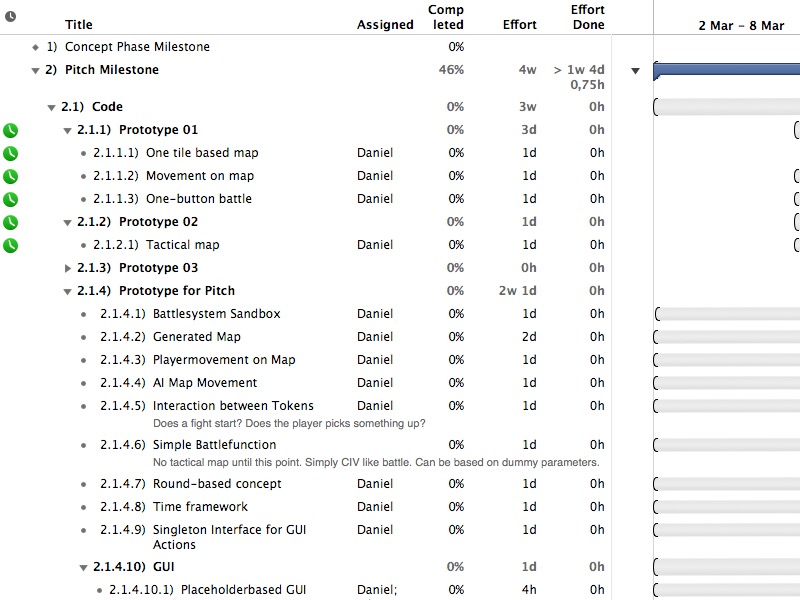 Title Assigned Comp leted Effort Effort Done 2 Mar – 8 Mar
1) Concept Phase Milestone 0%
2) Pitch Milestone 46% 4w > 1w 4d 0,75h
2.1) Code 0% 3w 0h
2.1.1) Prototype 01 0% 3d 0h
2.1.1.1) One tile based map Daniel 0% 1d 0h
2.1.1.2) Movement on map Daniel 0% 1d 0h
2.1.1.3) One-button battle Daniel 0% 1d 0h
2.1.2) Prototype 02 0% 1d 0h
2.1.2.1) Tactical map Daniel 0% 1d 0h
2.1.3) Prototype 03 0% 0h 0h
2.1.4) Prototype for Pitch 0% 2w 1d 0h
2.1.4.1) Battlesystem Sandbox Daniel 0% 1d 0h
2.1.4.2) Generated Map Daniel 0% 2d 0h
2.1.4.3) Playermovement on Map Daniel 0% 1d 0h
2.1.4.4) AI Map Movement Daniel 0% 1d 0h
2.1.4.5) Interaction between Tokens Daniel 0% 1d 0h
Does a fight start? Does the player picks something up?
2.1.4.6) Simple Battlefunction Daniel 0% 1d 0h
No tactical map until this point. Simply CIV like battle. Can be based on dummy parameters.
2.1.4.7) Round-based concept Daniel 0% 1d 0h
2.1.4.8) Time framework Daniel 0% 1d 0h
2.1.4.9) Singleton Interface for GUI Daniel 0% 1d 0h
Actions
2.1.4.10) GUI 0% 1d 0h
2.1.4.10.1) Placeholderbased GUI Daniel; 0% 4h 0h